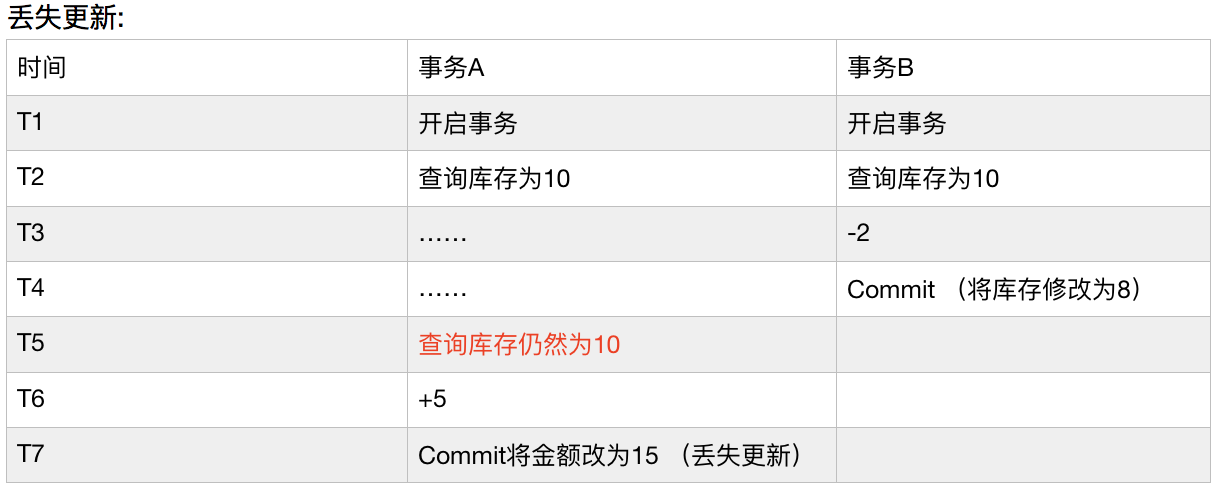 丢失更新:
时间 事务A 事务B
T1 开启事务 开启事务
T2 查询库存为10 查询库存为10
T3 …… -2
T4 …… Commit （将库存修改为8）
T5 查询库存仍然为10
T6 +5
T7 Commit将金额改为15 （丢失更新）